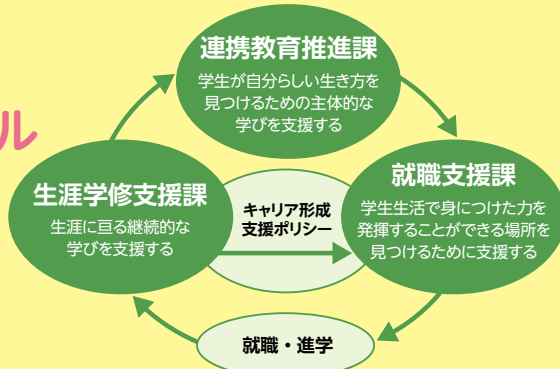 連携教育推進課
学生が自分らしい生き方を
見つけるための主体的な
学びを支援する
ル
生涯学修支援課
生涯に亘る継続的な
学びを支援する
キャリア形成
支援ポリシー
就職支援課
学生生活で身につけた力を
発揮することができる場所を
見つけるために支援する
就職・進学